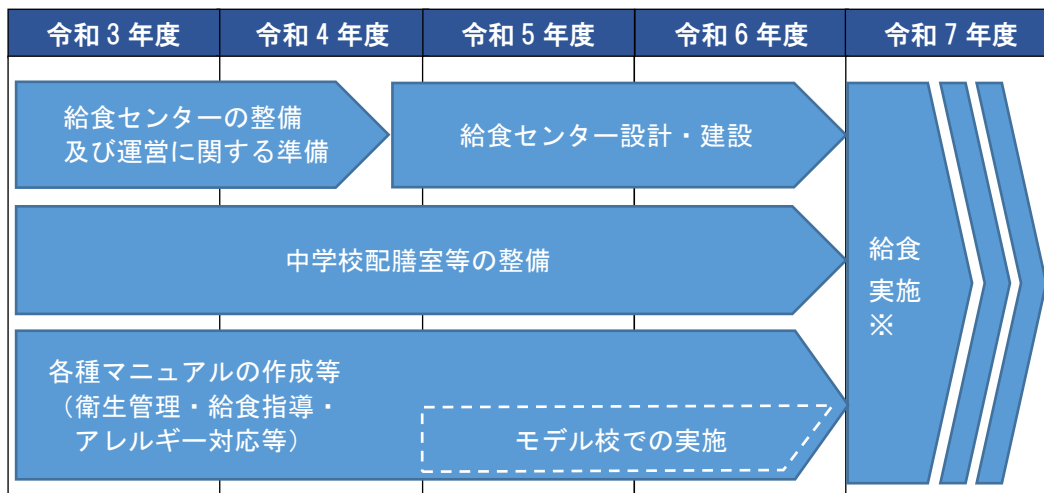 令和３年度
令和４年度
令和５年度
令和６年度
令和７年度
給食センターの整備
及び運営に関する準備
給食センター設計・建設
中学校配膳室等の整備
各種マニュアルの作成等
（衛生管理・給食指導・
アレルギー対応等）
モデル校での実施
給食
実施
※